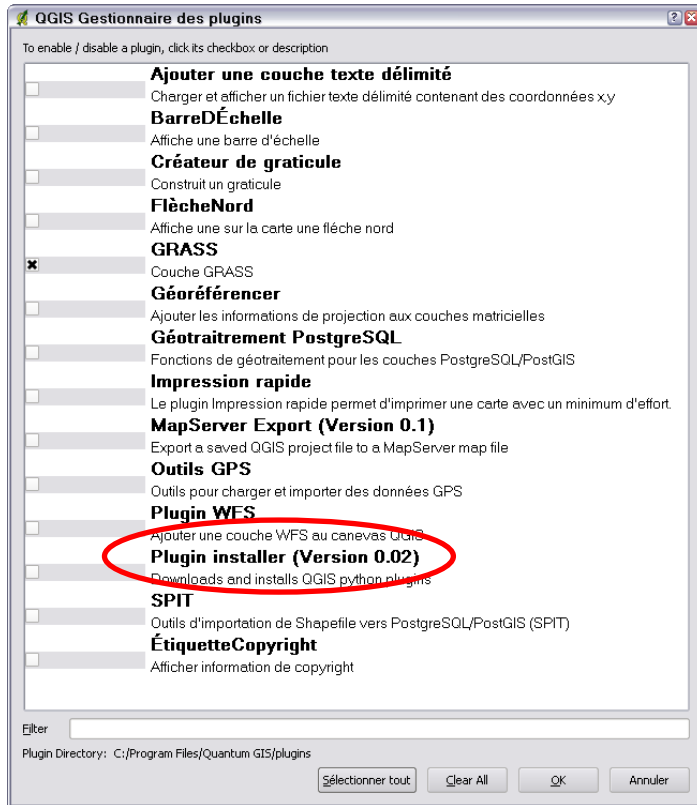 QGIS Gestionnaire des plugins
To enable / disable a plugin, click its checkbox or description
Ajouter une couche texte délimité
Charger et afficher un fichier texte délimité contenant des coordonnées x,y
BarreDÉchelle
Affiche une barre d'échelle
Créateur de graticule
Construit un graticule
FlècheNord
Affiche une sur la carte une fléche nord
GRASS
Couche GRASS
Géoréférencer
Ajouter les informations de projection aux couches matricielles
Géotraitrement PostgreSQL
Fonctions de géotraitement pour les couches PostgreSQL/PostGIS
Impression rapide
Le plugin Impression rapide permet d'imprimer une carte avec un minimum d'effort.
MapServer Export (Version 0.1)
Export a saved QGIS project file to a MapServer map file
Outils GPS
Outils pour charger et importer des données GPS
Plugin WFS
Ajouter une couche WFS au canevas QGIS
Plugin installer (Version 0.02)
Downloads and installs QGIS python plugins
SPIT
Outils d'importation de Shapefile vers PostgreSQL/PostGIS (SPIT)
ÉtiquetteCopyright
Afficher information de copyright
Filter
Plugin Directory: C:/Program Files/Quantum GIS/plugins
Sélectionner tout Clear All OK Annuler